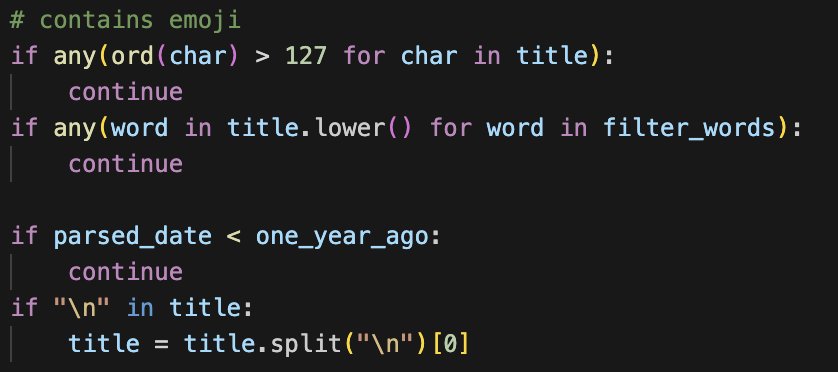 # contains emoji
if any(ord(char) > 127 for char in title):
    continue
if any(word in title.lower() for word in filter_words):
    continue

if parsed_date < one_year_ago:
    continue
if "\n" in title:
    title = title.split("\n")[0]